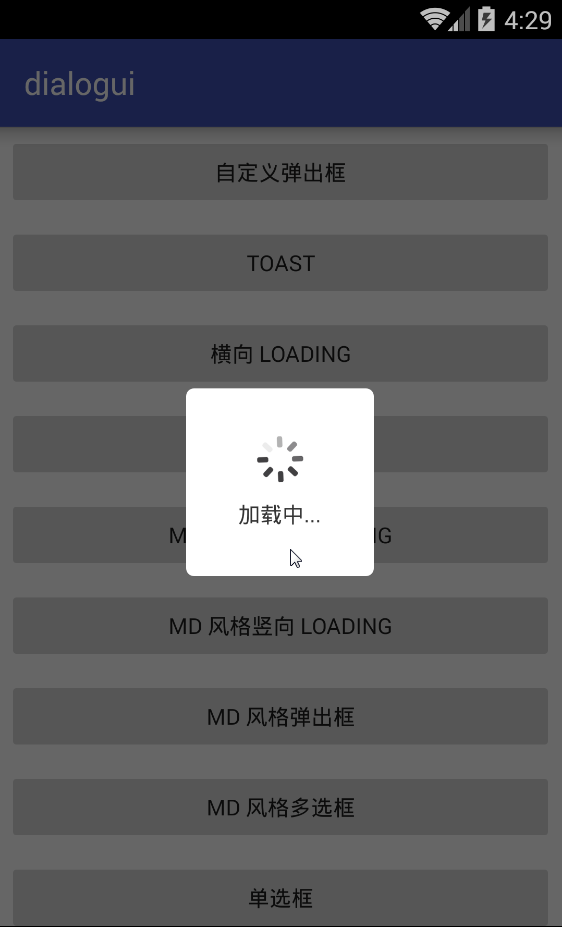 4:29
dialogui
自定义弹出框
TOAST
横向 LOADING
加载中...
MD 风格竖向 LOADING
MD 风格弹出框
MD 风格多选框
单选框